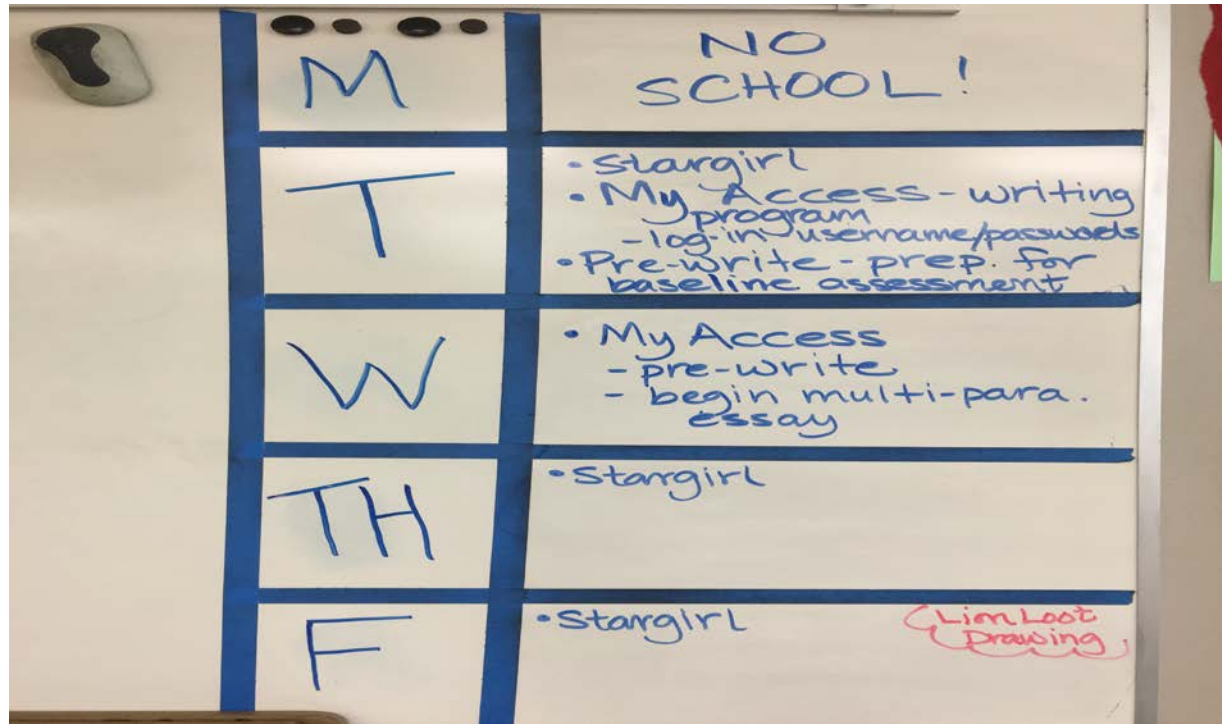 M
NO
SCHOOL!
T
• Stargirl
• My Access - writing
program
- log-in username/passwords
• Pre-write - prep. for
baseline assessment
W
• My Access
- pre-write
- begin multi-para.
essay
TH
• Stargirl
F
• Stargirl
Lion Loot
Drawing